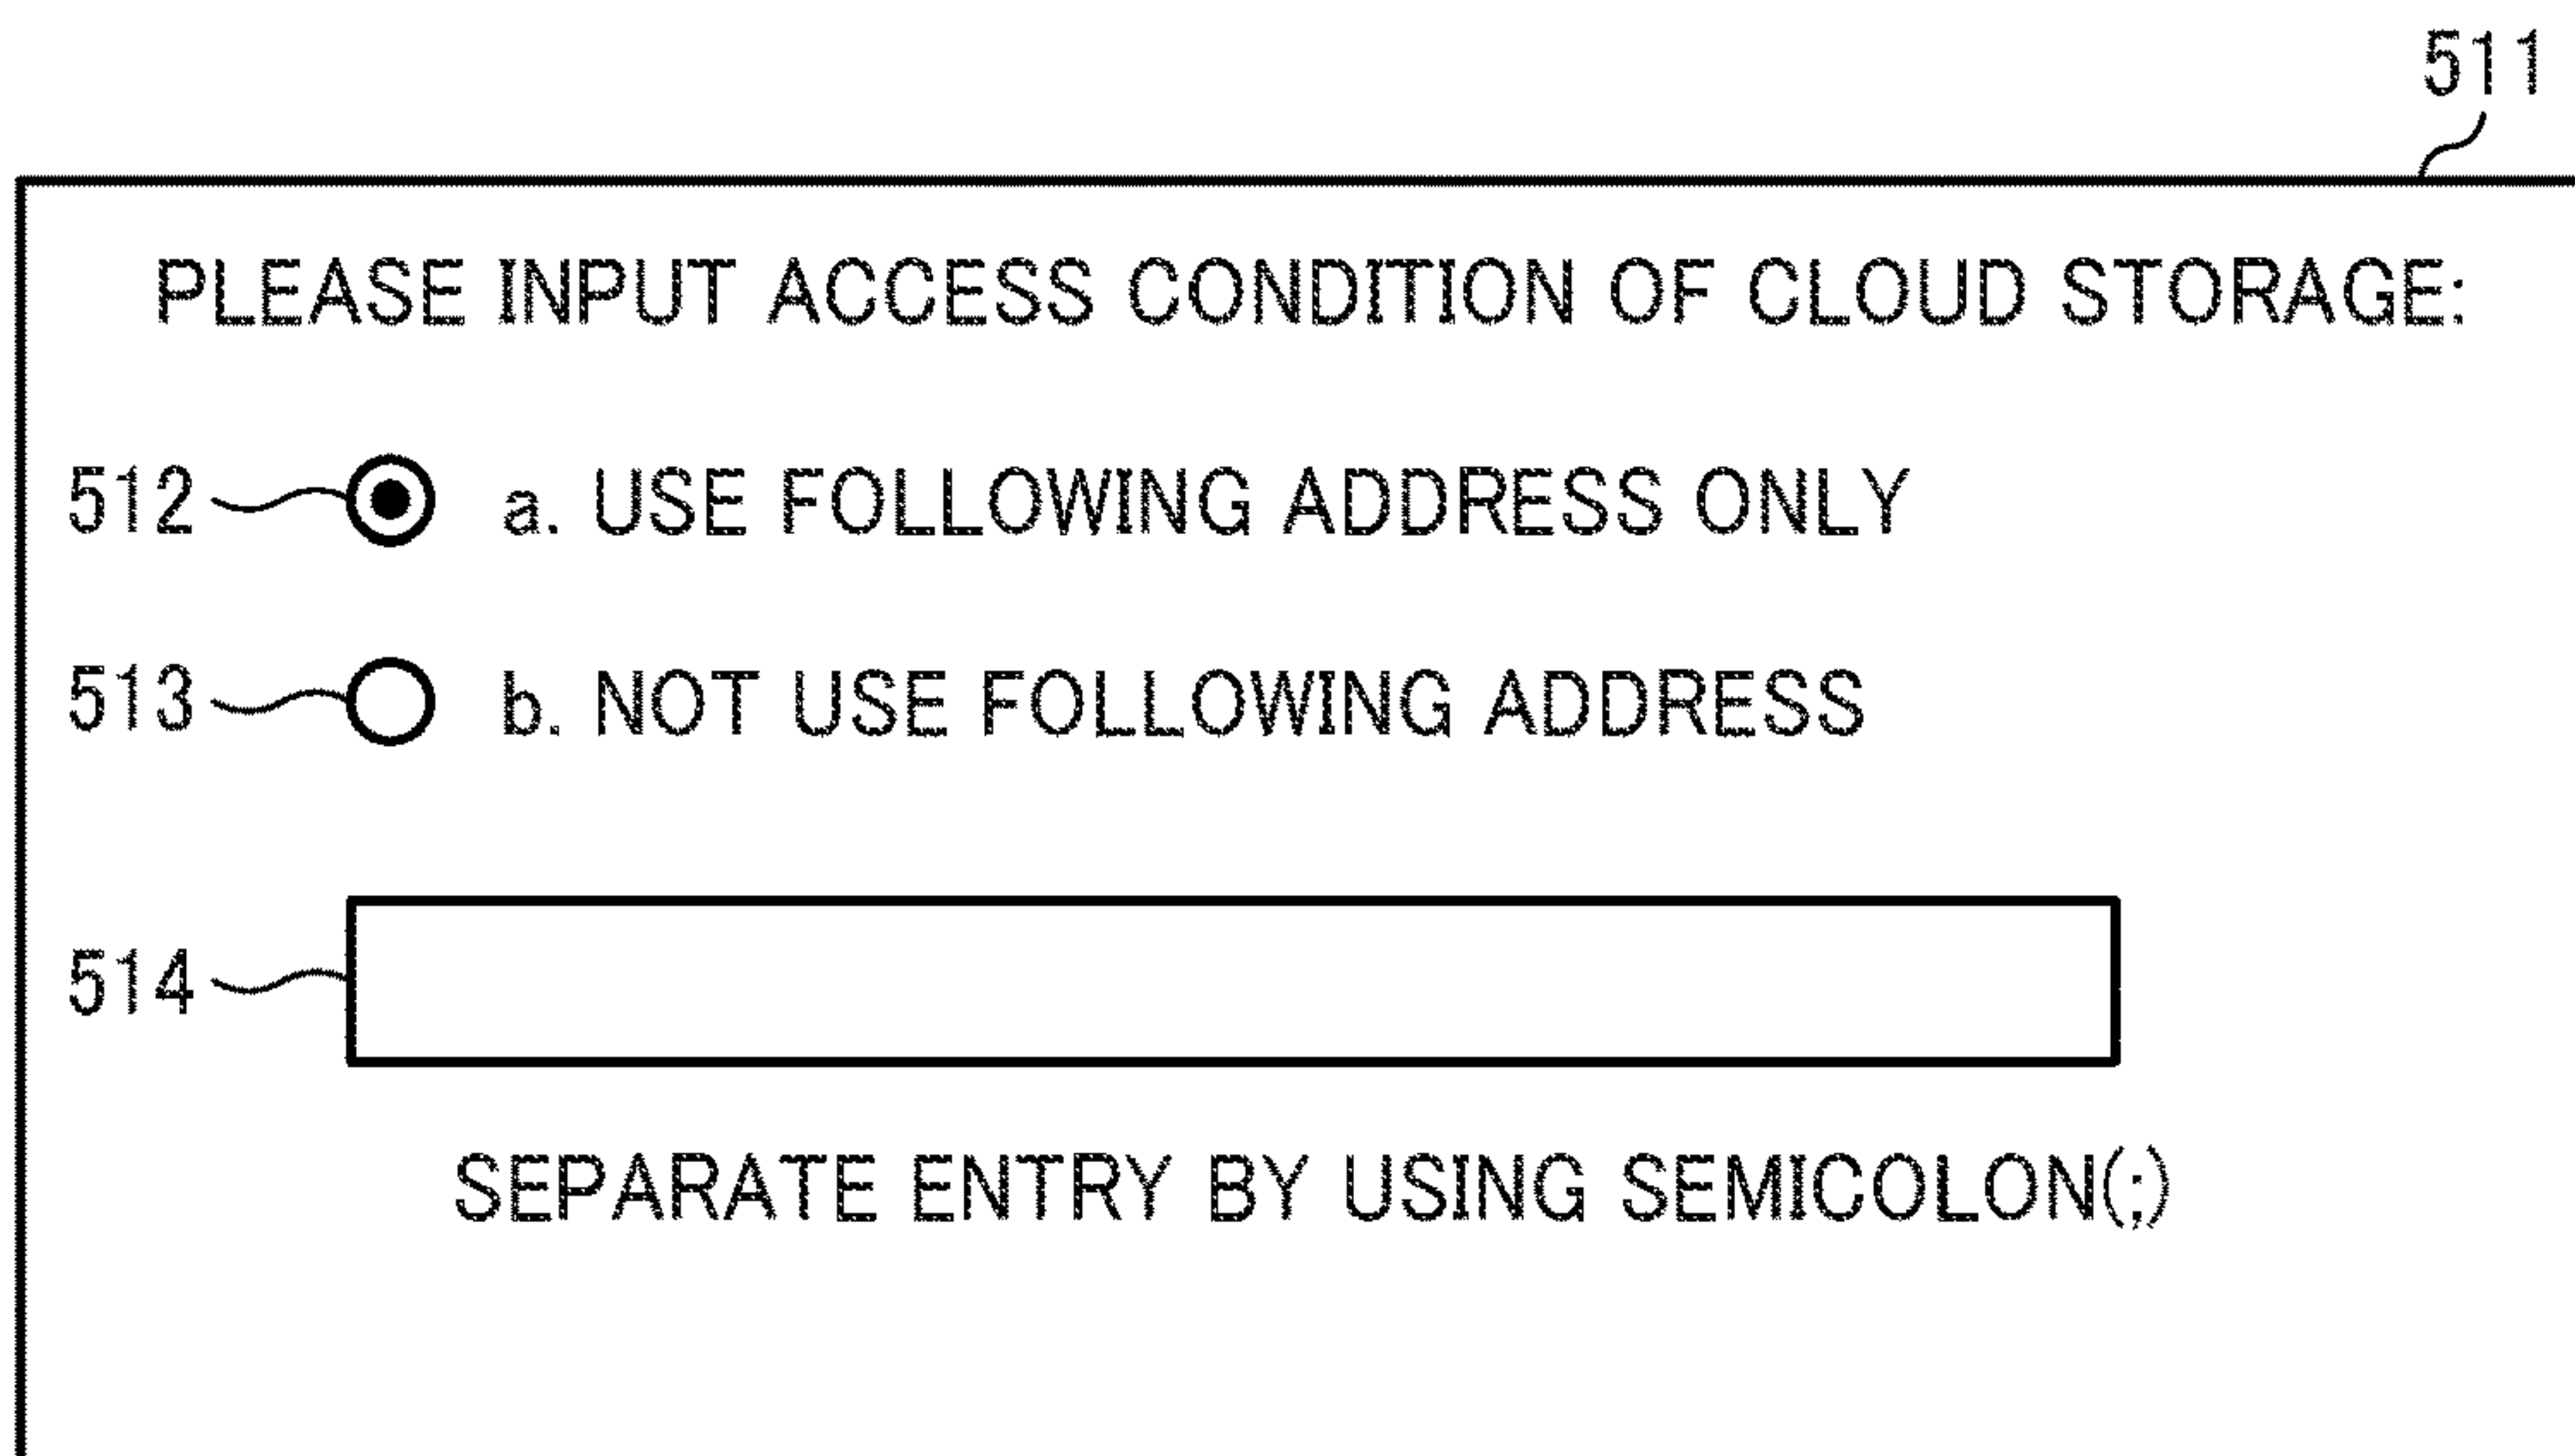 511
PLEASE INPUT ACCESS CONDITION OF CLOUD STORAGE:
512 a. USE FOLLOWING ADDRESS ONLY
513 b. NOT USE FOLLOWING ADDRESS
514
SEPARATE ENTRY BY USING SEMICOLON(;)